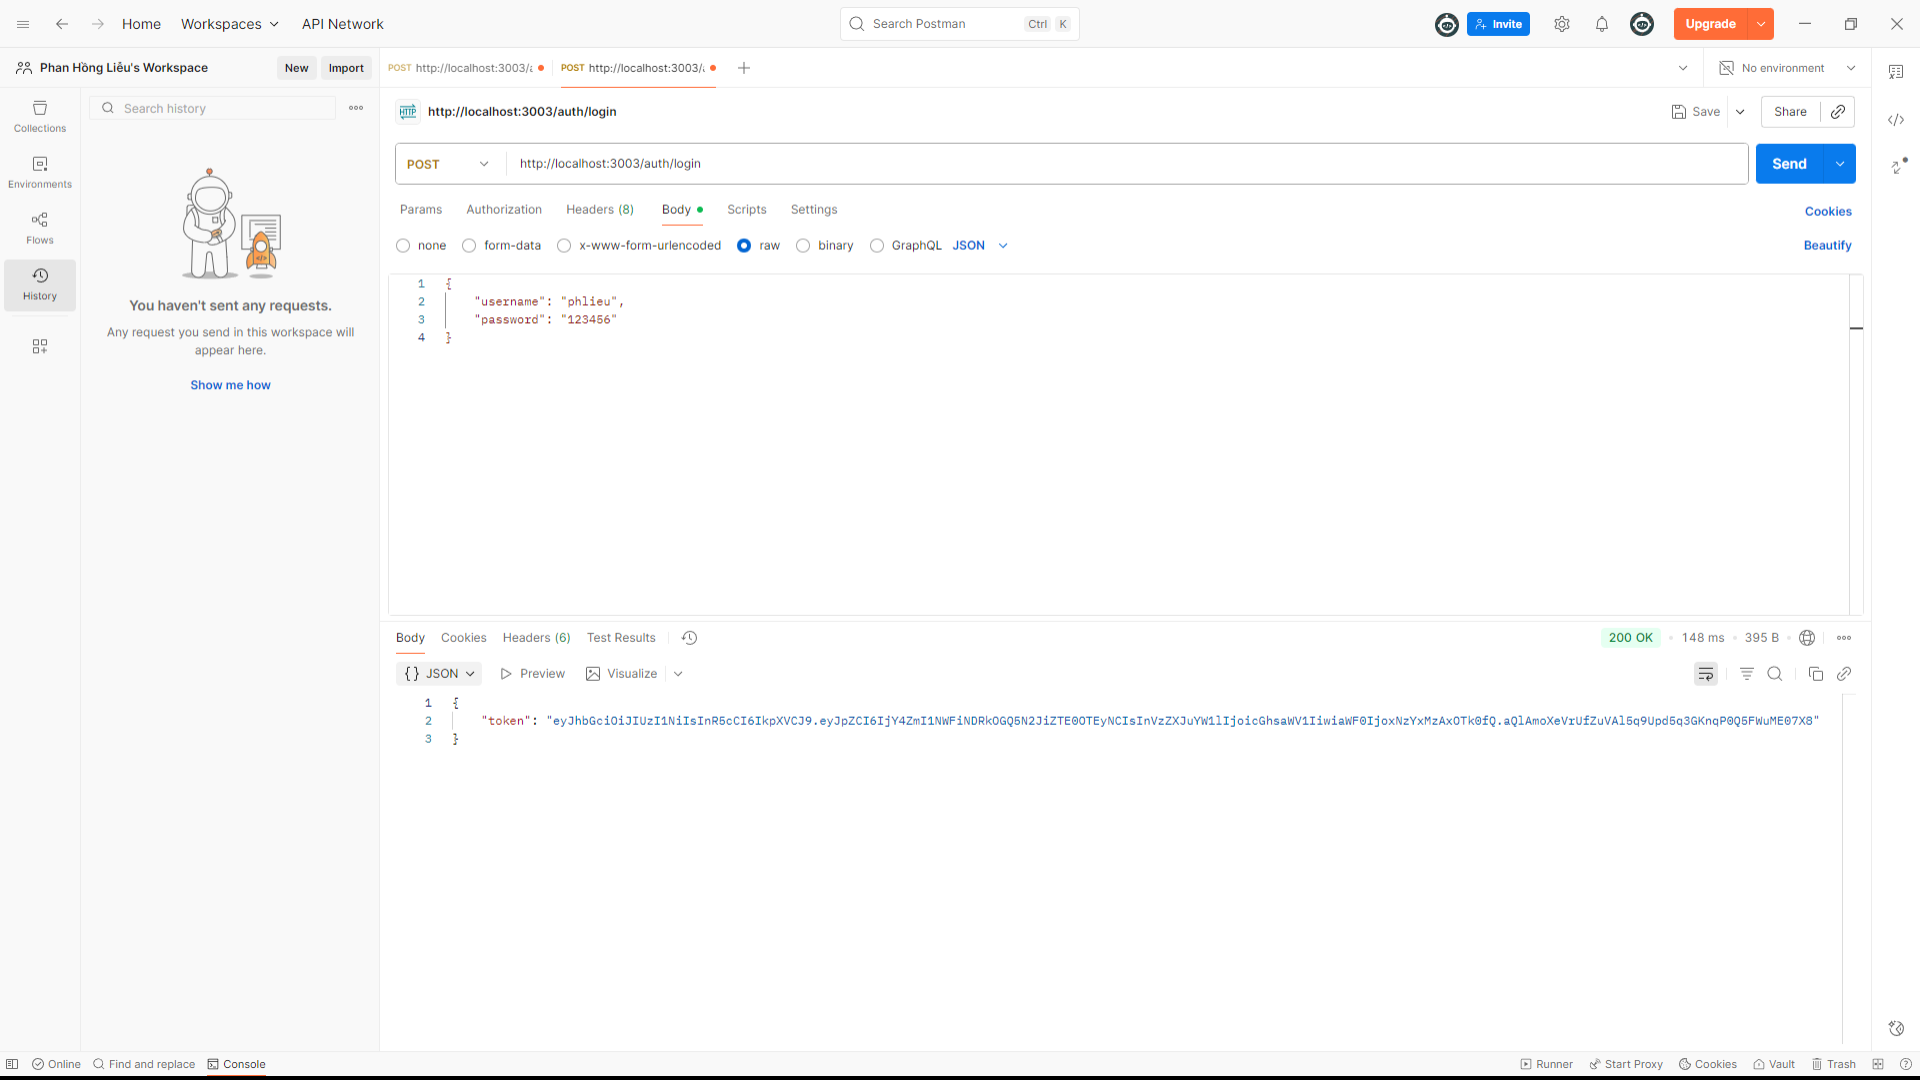 Home
Workspaces
API Network
Search Postman
Ctrl
K
Invite
Upgrade
Phan Hồng Liễu's Workspace
New
Import
POST http://localhost:3003/a
POST http://localhost:3003/a
No environment
Collections
Environments
Flows
History
Search history
You haven't sent any requests.
Any request you send in this workspace will
appear here.
Show me how
HTTP
http://localhost:3003/auth/login
Save
Share
POST
http://localhost:3003/auth/login
Send
Params
Authorization
Headers (8)
Body
Scripts
Settings
Cookies
none
form-data
x-www-form-urlencoded
raw
binary
GraphQL
JSON
Beautify
1 {
2 "username": "phlieu",
3 "password": "123456"
4 }
Body
Cookies
Headers (6)
Test Results
200 OK
148 ms
395 B
{} JSON
Preview
Visualize
1 {
2 "token": "eyJhbGciOiJIUzI1NiIsInR5cCI6IkpXVCJ9.eyJpZCI6IjY4ZmI1NWFiNDRkOGQ5N2JiZTE0OTEyNCIsInVzZXJuYW1lIjoicGhsaWV1IiwiaWF0IjoxNzYxMzAxOTk0fQ.aQlAmoXeVrUfZuVAl5q9Upd5q3GKnqP0Q5FWuME07X8"
3 }
Online
Find and replace
Console
Runner
Start Proxy
Cookies
Vault
Trash